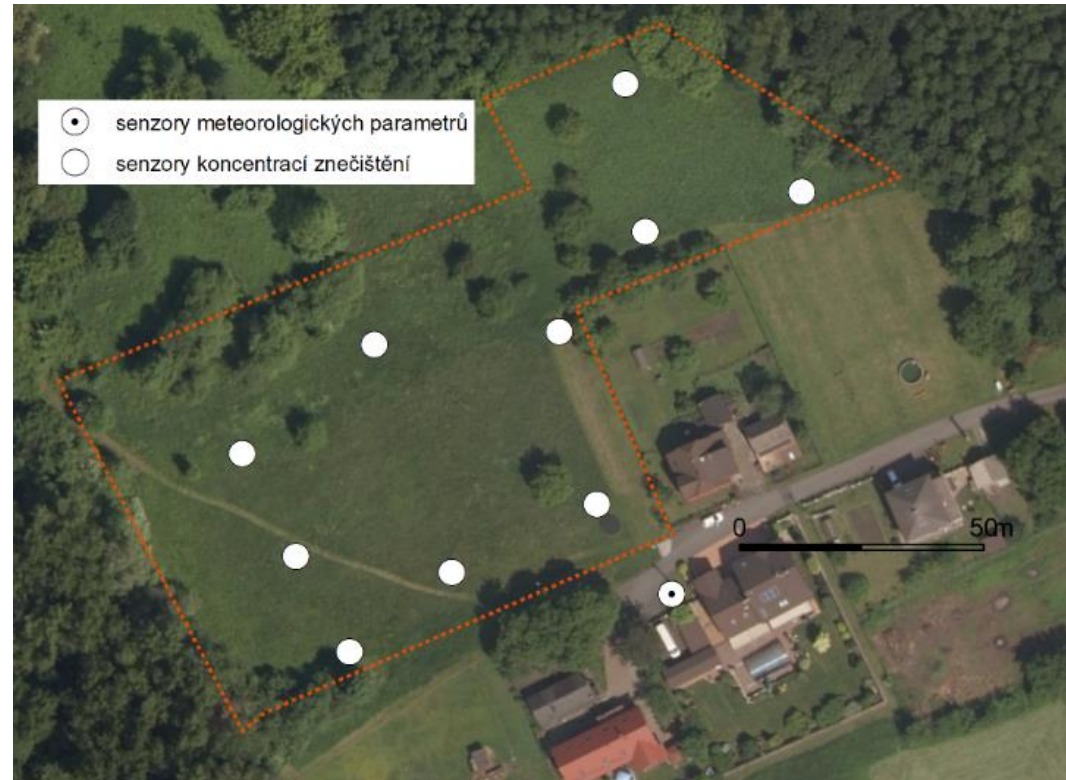 senzory meteorologických parametrů
senzory koncentrací znečištění
0 50m